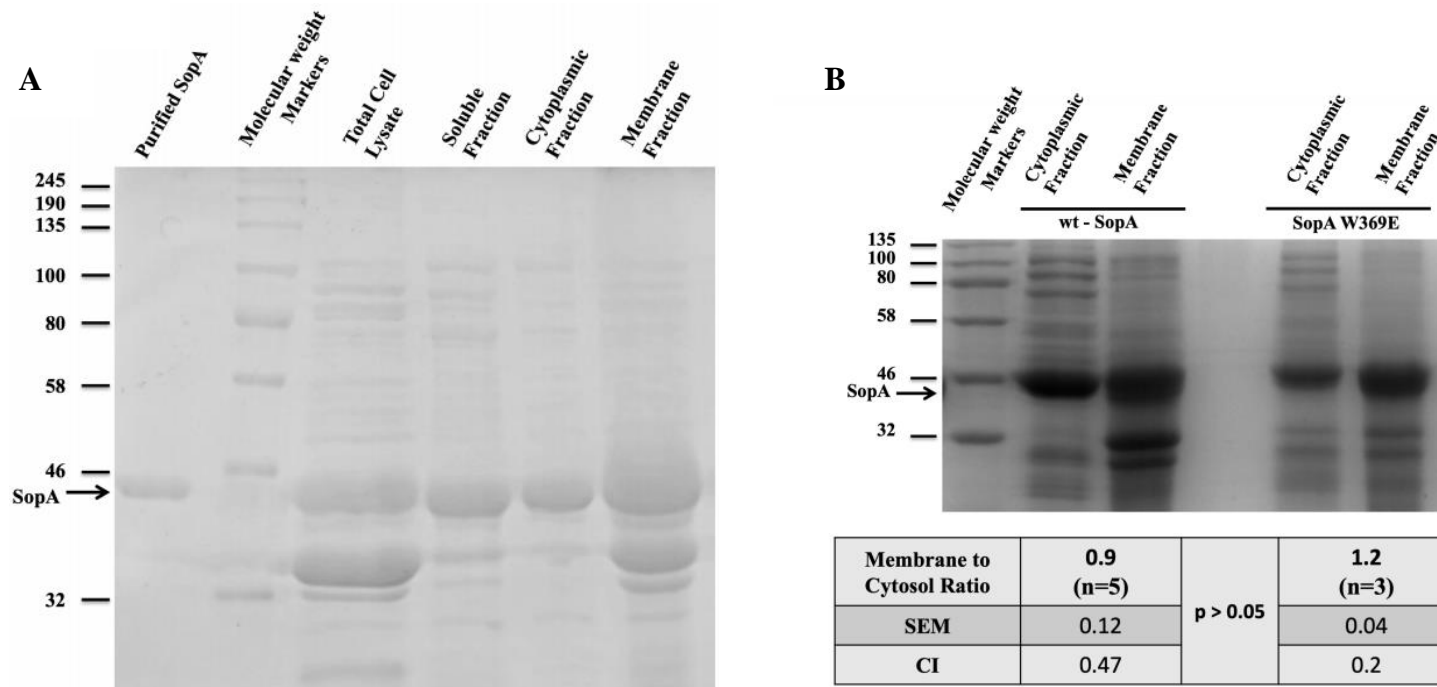 A
Purified SopA
Molecular weight
Markers
Total Cell
Lysate
Soluble
Fraction
Cytoplasmic
Fraction
Membrane
Fraction
245
190
135
100
80
58
46
SopA
32
B
Molecular weight
Markers
Cytoplasmic
Fraction
Membrane
Fraction
Cytoplasmic
Fraction
Membrane
Fraction
wt - SopA
SopA W369E
135
100
80
58
46
SopA
32
Membrane to
Cytosol Ratio
0.9
(n=5)
p > 0.05
1.2
(n=3)
SEM
0.12
0.04
CI
0.47
0.2